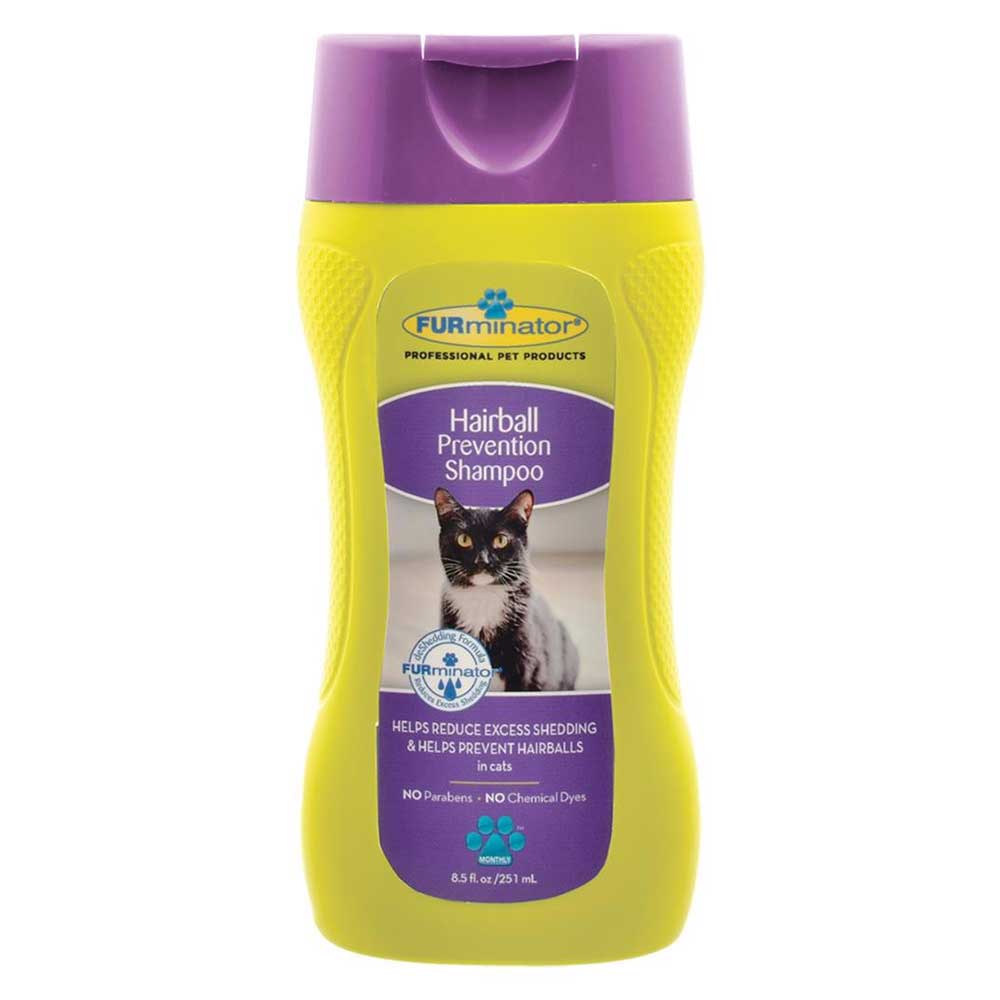 FURminator®
PROFESSIONAL PET PRODUCTS
Hairball
Prevention
Shampoo
deShedding Formula
FURminator®
Reduces Excess Shedding
HELPS REDUCE EXCESS SHEDDING
& HELPS PREVENT HAIRBALLS
in cats
NO Parabens • NO Chemical Dyes
MONTHLY
TM
8.5 fl. oz /251 mL